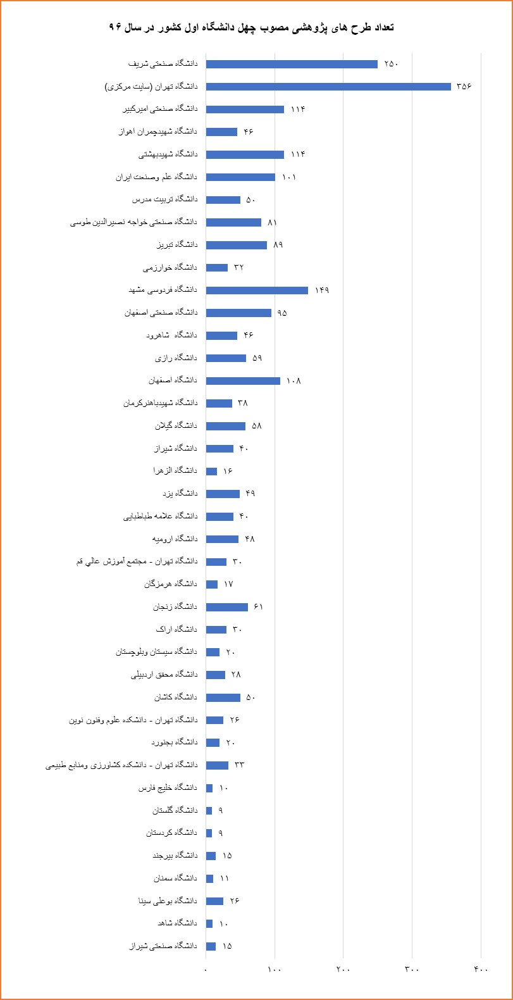 تعداد طرح های پژوهشی مصوب چهل دانشگاه اول کشور در سال ۹۶
دانشگاه صنعتی شریف ۲۵۰
دانشگاه تهران (سایت مرکزی) ۳۵۶
دانشگاه صنعتی امیرکبیر ۱۱۴
دانشگاه شهیدچمران اهواز ۴۶
دانشگاه شهیدبهشتی ۱۱۴
دانشگاه علم وصنعت ایران ۱۰۱
دانشگاه تربیت مدرس ۵۰
دانشگاه صنعتی خواجه نصیرالدین طوسی ۸۱
دانشگاه تبریز ۸۹
دانشگاه خوارزمی ۳۲
دانشگاه فردوسی مشهد ۱۴۹
دانشگاه صنعتی اصفهان ۹۵
دانشگاه شاهرود ۴۶
دانشگاه رازی ۵۹
دانشگاه اصفهان ۱۰۸
دانشگاه شهیدباهنرکرمان ۳۸
دانشگاه گیلان ۵۸
دانشگاه شیراز ۴۰
دانشگاه الزهرا ۱۶
دانشگاه یزد ۴۹
دانشگاه علامه طباطبایی ۴۰
دانشگاه ارومیه ۴۸
دانشگاه تهران - مجتمع آموزش عالي قم ۳۰
دانشگاه هرمزگان ۱۷
دانشگاه زنجان ۶۱
دانشگاه اراک ۳۰
دانشگاه سیستان وبلوچستان ۲۰
دانشگاه محقق اردبیلی ۲۸
دانشگاه کاشان ۵۰
دانشگاه تهران - دانشکده علوم وفنون نوین ۲۶
دانشگاه بجنورد ۲۰
دانشگاه تهران - دانشکده کشاورزی ومنابع طبیعی ۳۳
دانشگاه خلیج فارس ۱۰
دانشگاه گلستان ۹
دانشگاه کردستان ۹
دانشگاه بیرجند ۱۵
دانشگاه سمنان ۱۱
دانشگاه بوعلی سینا ۲۶
دانشگاه شاهد ۱۰
دانشگاه صنعتی شیراز ۱۵
۰ ۱۰۰ ۲۰۰ ۳۰۰ ۴۰۰